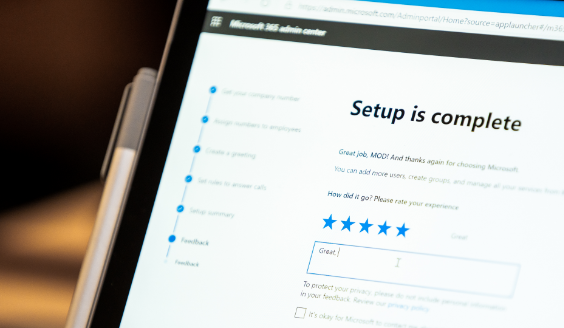 https://admin.microsoft.com/Adminportal/Home?source=applauncher#/m365
Microsoft 365 admin center
Get your company number
Assign numbers to employees
Create a greeting
Set rules to answer calls
Setup summary
Feedback
Feedback
Setup is complete
Great job, MOD! And thanks again for choosing Microsoft.
You can add more users, create groups, and manage all your services from
How did it go? Please rate your experience
Great!
Great.
To protect your privacy, please do not include personal information
in your feedback. Review our privacy policy.
It's okay for Microsoft to contact